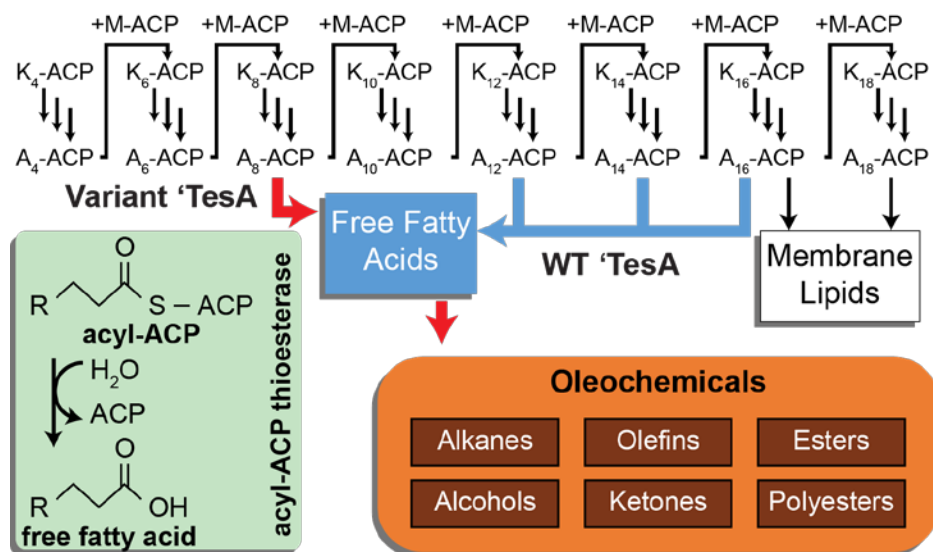 +M-ACP +M-ACP +M-ACP +M-ACP +M-ACP +M-ACP +M-ACP
K₄-ACP K₆-ACP K₈-ACP K₁₀-ACP K₁₂-ACP K₁₄-ACP K₁₆-ACP K₁₈-ACP
A₄-ACP A₆-ACP A₈-ACP A₁₀-ACP A₁₂-ACP A₁₄-ACP A₁₆-ACP A₁₈-ACP
Variant ‘TesA
Free Fatty
Acids
WT ‘TesA
Membrane
Lipids
O
R S – ACP
acyl-ACP
H₂O
ACP
O
R OH
free fatty acid
acyl-ACP thioesterase
Oleochemicals
Alkanes Olefins Esters
Alcohols Ketones Polyesters